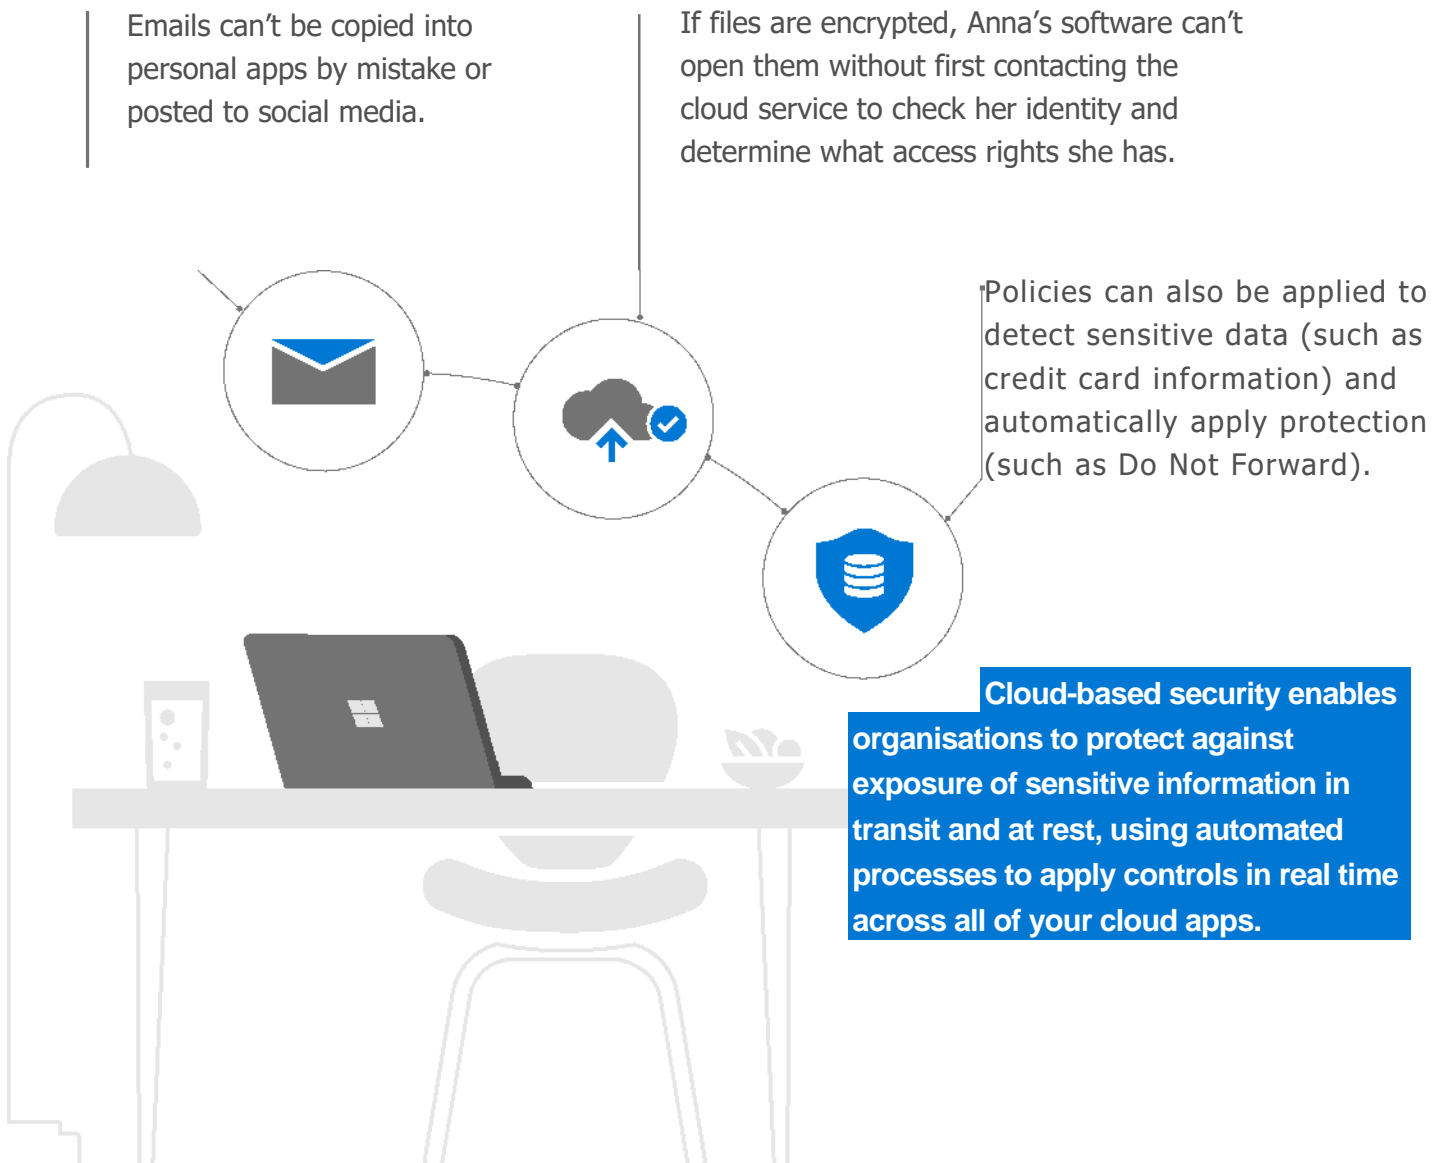 Emails can’t be copied into
personal apps by mistake or
posted to social media.
If files are encrypted, Anna’s software can’t
open them without first contacting the
cloud service to check her identity and
determine what access rights she has.
Policies can also be applied to
detect sensitive data (such as
credit card information) and
automatically apply protection
(such as Do Not Forward).
Cloud-based security enables
organisations to protect against
exposure of sensitive information in
transit and at rest, using automated
processes to apply controls in real time
across all of your cloud apps.